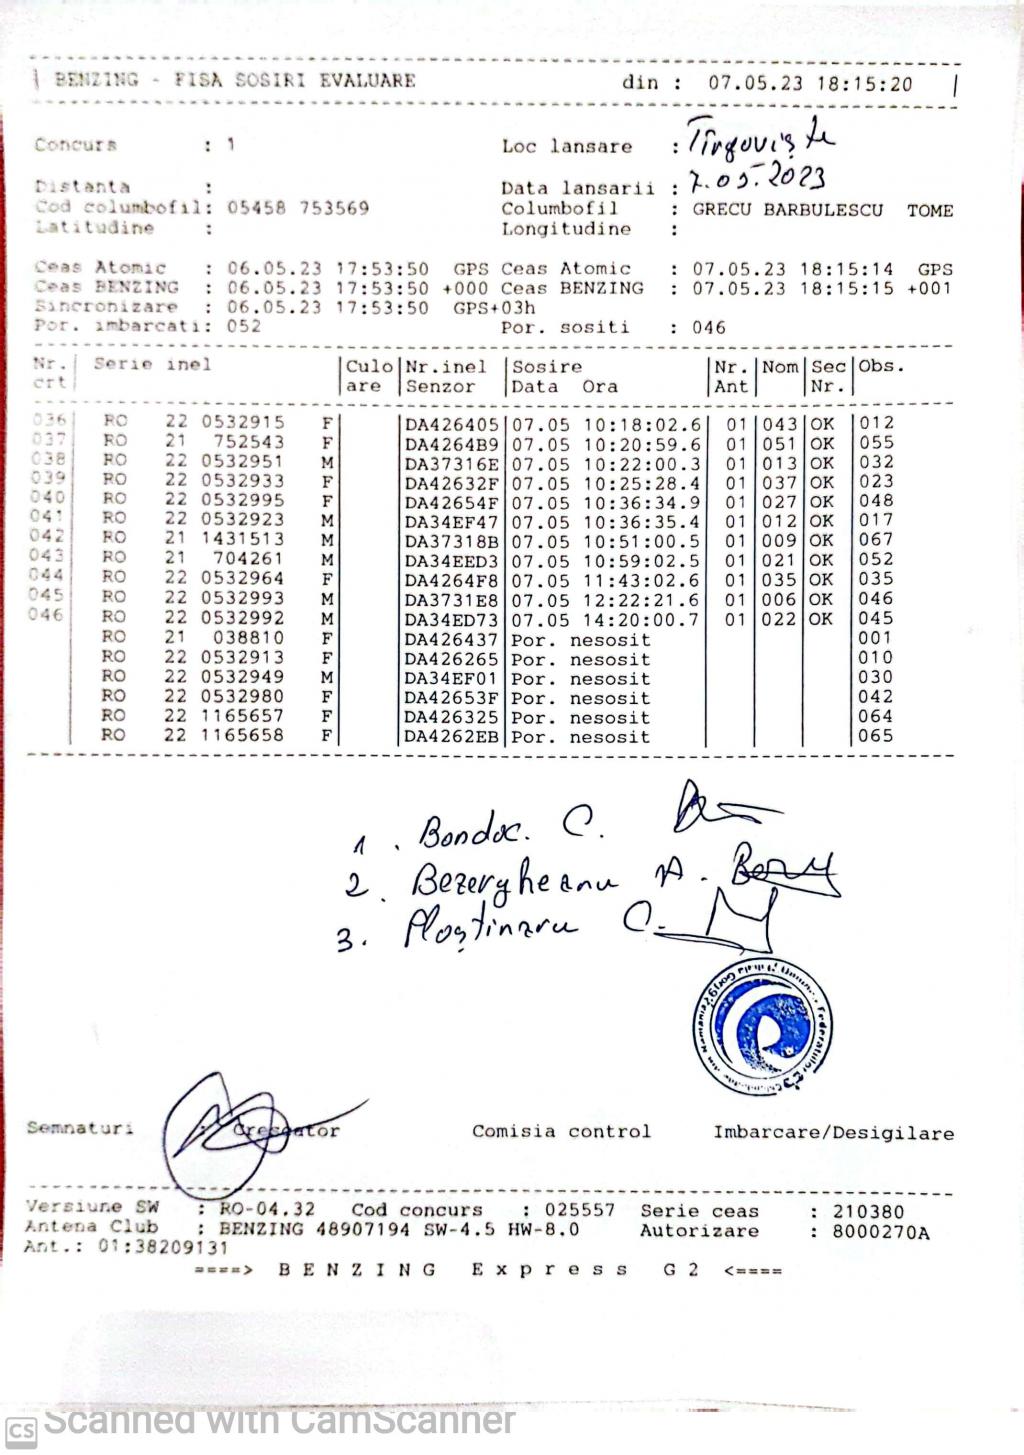 | BENZING - FISA SOSIRI EVALUARE din : 07.05.23 18:15:20 |
Concurs : 1 Loc lansare : Tîrgoviște
Distanta : Data lansarii : 7.05.2023
Cod columbofil: 05458 753569 Columbofil : GRECU BARBULESCU TOME
Latitudine : Longitudine :
Ceas Atomic : 06.05.23 17:53:50 GPS Ceas Atomic : 07.05.23 18:15:14 GPS
Ceas BENZING : 06.05.23 17:53:50 +000 Ceas BENZING : 07.05.23 18:15:15 +001
Sincronizare : 06.05.23 17:53:50 GPS+03h
Por. imbarcati: 052 Por. sositi : 046
Nr. Serie inel Culo Nr.inel Sosire Nr. Nom Sec Obs.
crt are Senzor Data Ora Ant Nr.
036 RO 22 0532915 F DA426405 07.05 10:18:02.6 01 043 OK 012
037 RO 21 752543 F DA4264B9 07.05 10:20:59.6 01 051 OK 055
038 RO 22 0532951 M DA37316E 07.05 10:22:00.3 01 013 OK 032
039 RO 22 0532933 F DA42632F 07.05 10:25:28.4 01 037 OK 023
040 RO 22 0532995 F DA42654F 07.05 10:36:34.9 01 027 OK 048
041 RO 22 0532923 M DA34EF47 07.05 10:36:35.4 01 012 OK 017
042 RO 21 1431513 M DA37318B 07.05 10:51:00.5 01 009 OK 067
043 RO 21 704261 M DA34EED3 07.05 10:59:02.5 01 021 OK 052
044 RO 22 0532964 F DA4264F8 07.05 11:43:02.6 01 035 OK 035
045 RO 22 0532993 M DA3731E8 07.05 12:22:21.6 01 006 OK 046
046 RO 22 0532992 M DA34ED73 07.05 14:20:00.7 01 022 OK 045
RO 21 038810 F DA426437 Por. nesosit 001
RO 22 0532913 F DA426265 Por. nesosit 010
RO 22 0532949 M DA34EF01 Por. nesosit 030
RO 22 0532980 F DA42653F Por. nesosit 042
RO 22 1165657 F DA426325 Por. nesosit 064
RO 22 1165658 F DA4262EB Por. nesosit 065
1. Bondoc. C.
2. Bezergheanu A.
3. Ploștinaru C.
Semnaturi : Crescator Comisia control Imbarcare/Desigilare
Versiune SW : RO-04.32 Cod concurs : 025557 Serie ceas : 210380
Antena Club : BENZING 48907194 SW-4.5 HW-8.0 Autorizare : 8000270A
Ant.: 01:38209131
====> B E N Z I N G E x p r e s s G 2 <====
CS Scanned with CamScanner